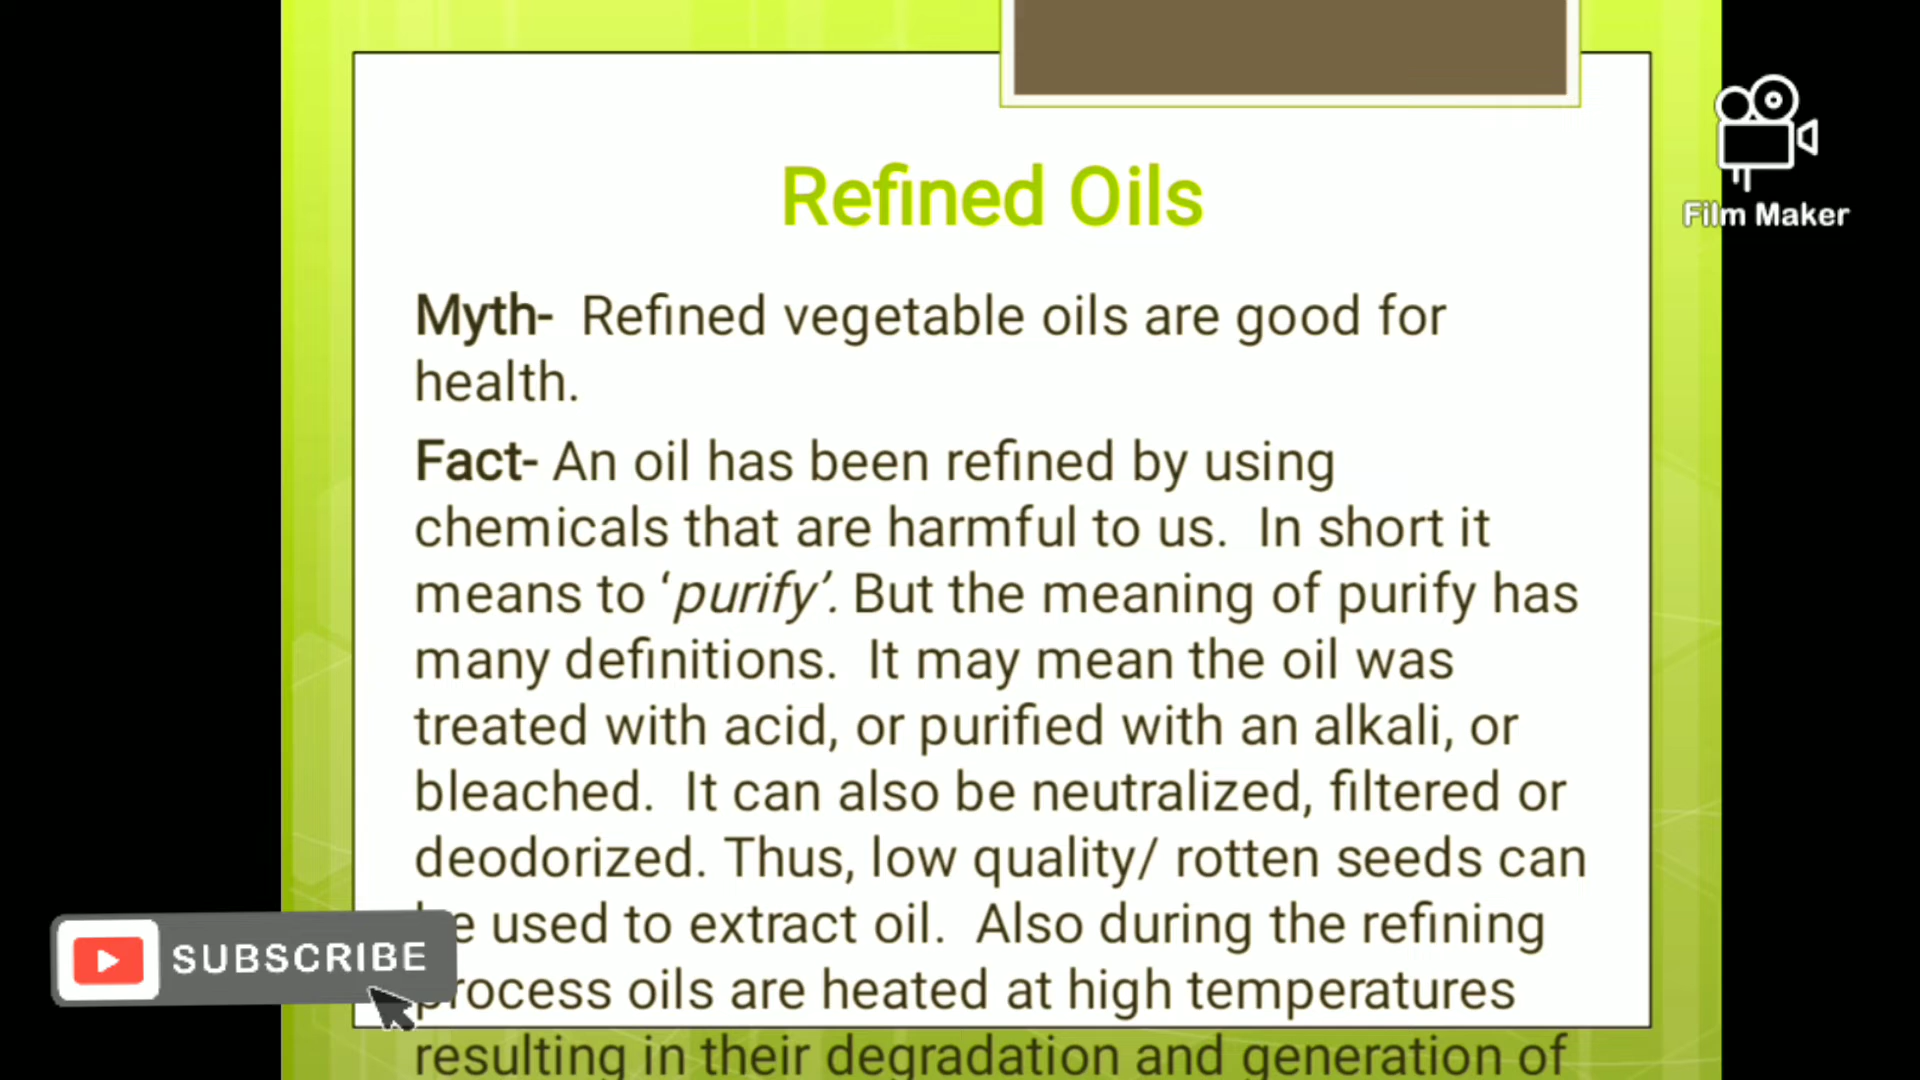 Refined Oils
Film Maker
Myth- Refined vegetable oils are good for
health.
Fact- An oil has been refined by using
chemicals that are harmful to us. In short it
means to ‘purify’. But the meaning of purify has
many definitions. It may mean the oil was
treated with acid, or purified with an alkali, or
bleached. It can also be neutralized, filtered or
deodorized. Thus, low quality/ rotten seeds can
be used to extract oil. Also during the refining
process oils are heated at high temperatures
resulting in their degradation and generation of
SUBSCRIBE